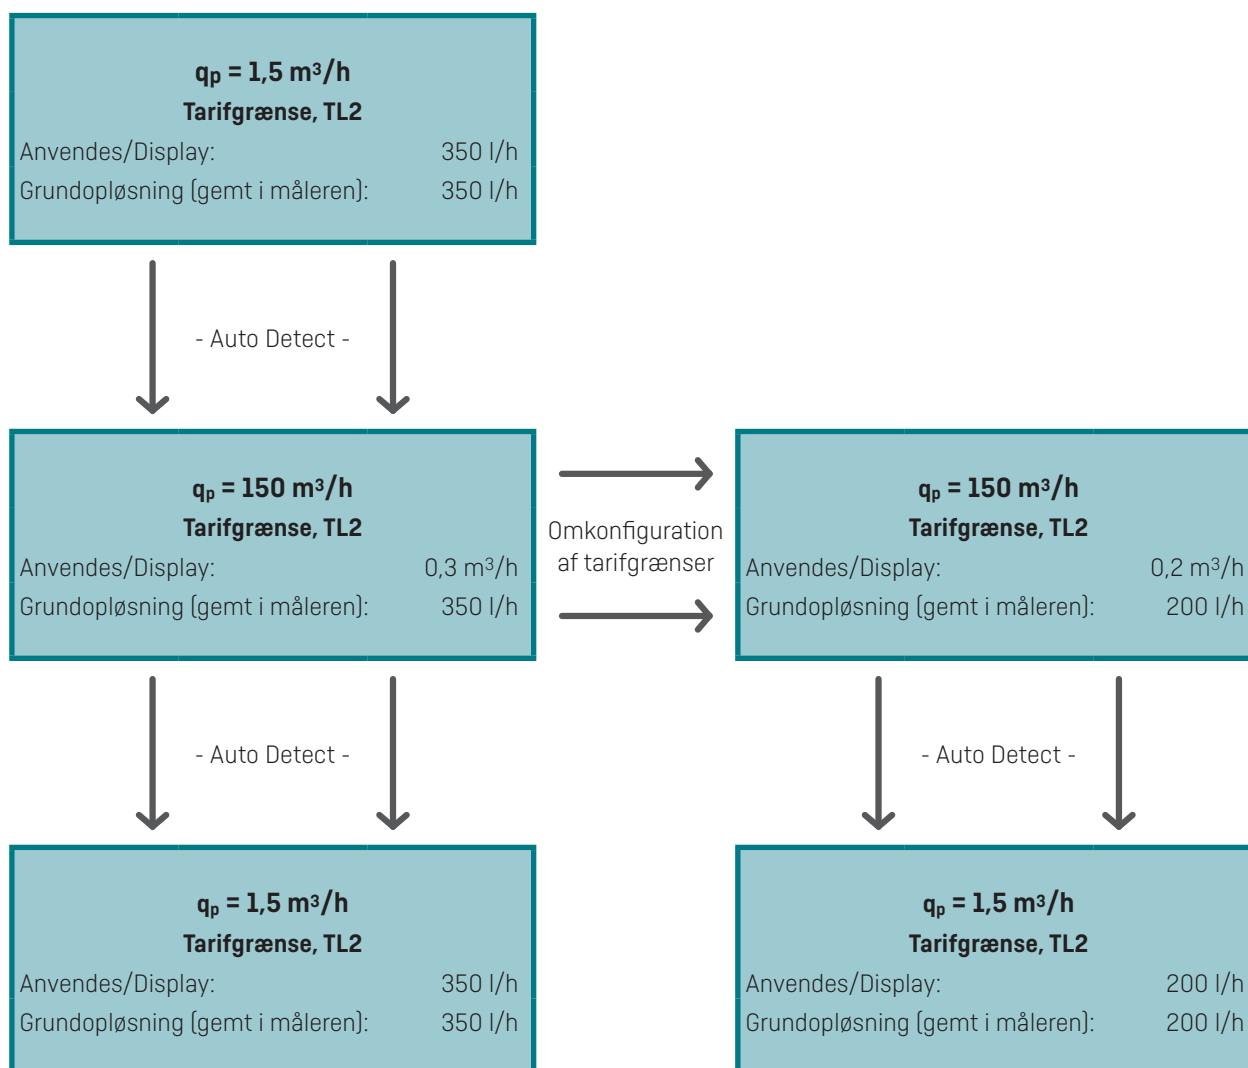 qp = 1,5 m³/h
Tarifgrænse, TL2
Anvendes/Display: 350 l/h
Grundopløsning (gemt i måleren): 350 l/h
- Auto Detect -
qp = 150 m³/h
Tarifgrænse, TL2
Anvendes/Display: 0,3 m³/h
Grundopløsning (gemt i måleren): 350 l/h
Omkonfiguration
af tarifgrænser
qp = 150 m³/h
Tarifgrænse, TL2
Anvendes/Display: 0,2 m³/h
Grundopløsning (gemt i måleren): 200 l/h
- Auto Detect -
- Auto Detect -
qp = 1,5 m³/h
Tarifgrænse, TL2
Anvendes/Display: 350 l/h
Grundopløsning (gemt i måleren): 350 l/h
qp = 1,5 m³/h
Tarifgrænse, TL2
Anvendes/Display: 200 l/h
Grundopløsning (gemt i måleren): 200 l/h